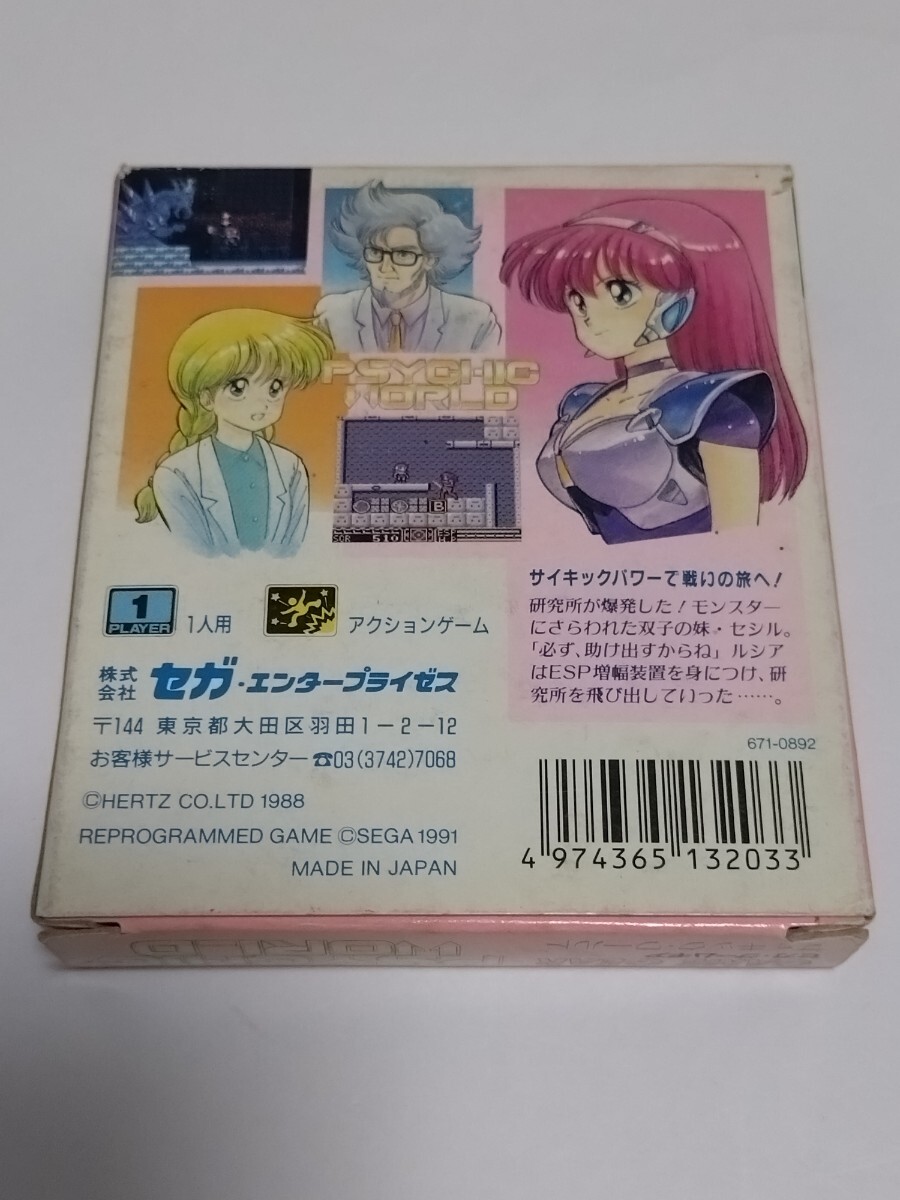 PSYCHIC
WORLD
B
SCR 510 ESP
サイキックパワーで戦いの旅へ!
研究所が爆発した!モンスター
にさらわれた双子の妹・セシル。
「必ず、助け出すからね」ルシア
はESP増幅装置を身につけ、研
究所を飛び出していった……。
1
PLAYER
1人用
アクションゲーム
株式
会社
セガ・エンタープライゼス
〒144 東京都大田区羽田1-2-12
お客様サービスセンター☎03(3742)7068
©HERTZ CO.LTD 1988
REPROGRAMMED GAME ©SEGA 1991
MADE IN JAPAN
671-0892
4 974365 132033